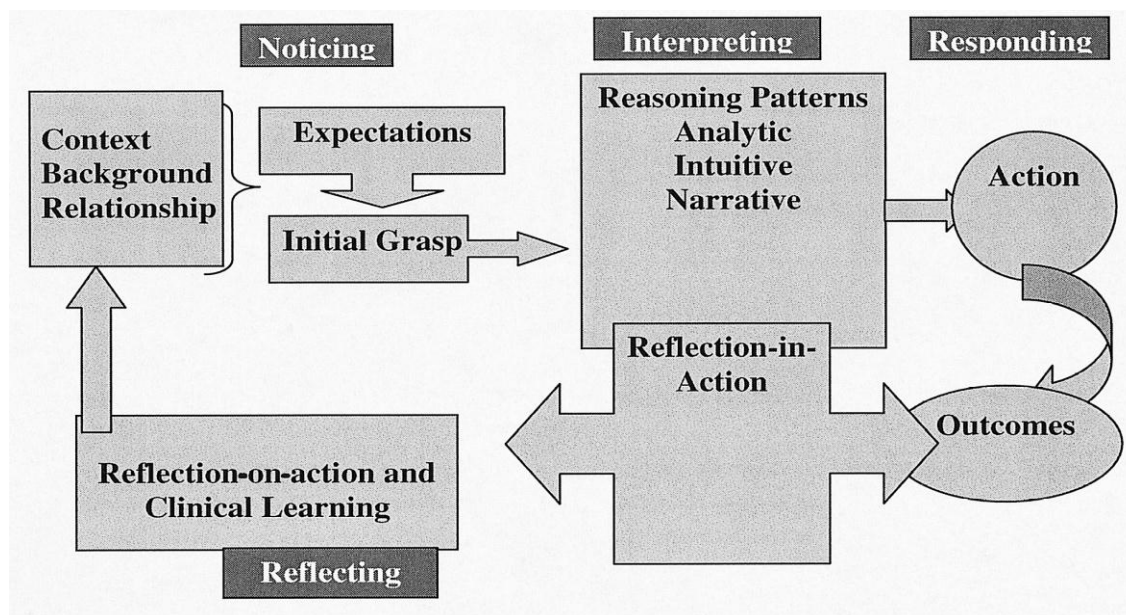 Noticing
Interpreting
Responding
Context
Background
Relationship
Expectations
Initial Grasp
Reasoning Patterns
Analytic
Intuitive
Narrative
Action
Reflection-in-
Action
Outcomes
Reflection-on-action and
Clinical Learning
Reflecting